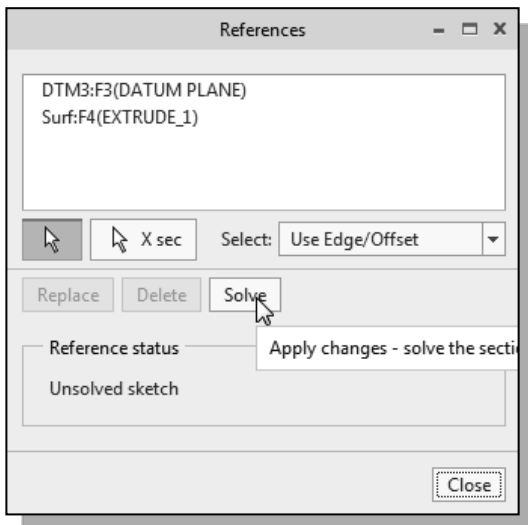 References
DTM3:F3(DATUM PLANE)
Surf:F4(EXTRUDE_1)
X sec Select: Use Edge/Offset
Replace Delete Solve
Reference status
Apply changes - solve the secti
Unsolved sketch
Close